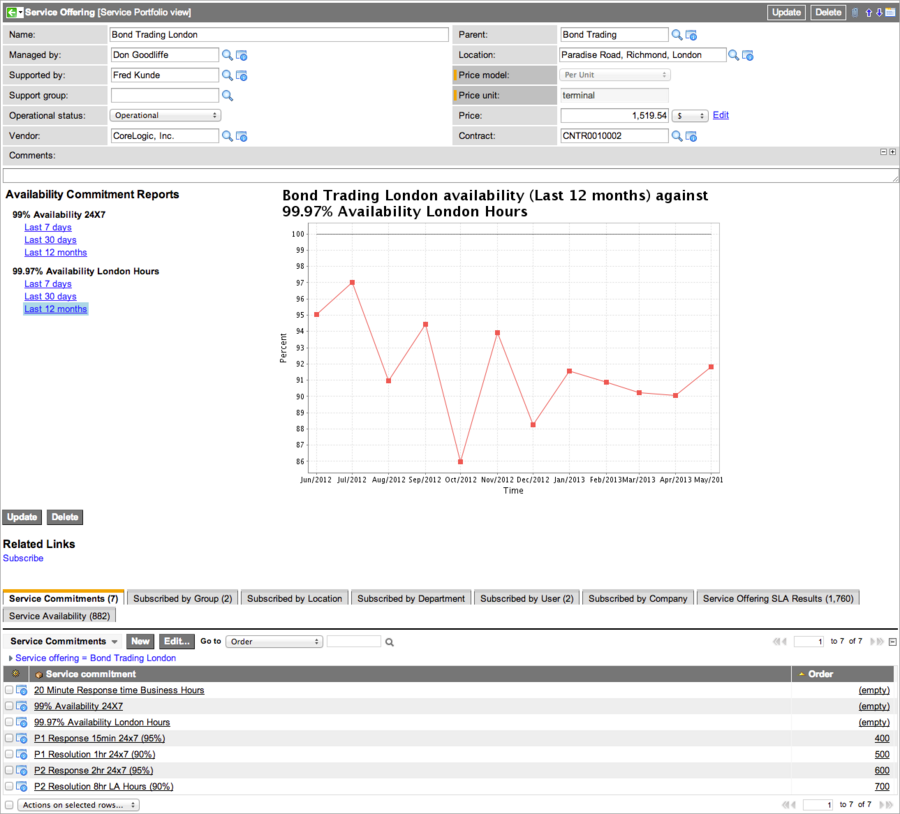 Service Offering [Service Portfolio view]
Update Delete
Name: Bond Trading London Parent: Bond Trading
Managed by: Don Goodliffe Location: Paradise Road, Richmond, London
Supported by: Fred Kunde Price model: Per Unit
Support group: Price unit: terminal
Operational status: Operational Price: 1,519.54 $ Edit
Vendor: CoreLogic, Inc. Contract: CNTR0010002
Comments:
Availability Commitment Reports
99% Availability 24X7
Last 7 days
Last 30 days
Last 12 months
99.97% Availability London Hours
Last 7 days
Last 30 days
Last 12 months
Bond Trading London availability (Last 12 months) against
99.97% Availability London Hours
100
99
98
97
96
95
94
93
92
91
90
89
88
87
86
Percent
Jun/2012 Jul/2012 Aug/2012 Sep/2012 Oct/2012 Nov/2012 Dec/2012 Jan/2013 Feb/2013 Mar/2013 Apr/2013 May/201
Time
Update Delete
Related Links
Subscribe
Service Commitments (7) Subscribed by Group (2) Subscribed by Location Subscribed by Department Subscribed by User (2) Subscribed by Company Service Offering SLA Results (1,760)
Service Availability (882)
Service Commitments New Edit... Go to Order 1 to 7 of 7
Service offering = Bond Trading London
Service commitment Order
20 Minute Response time Business Hours (empty)
99% Availability 24X7 (empty)
99.97% Availability London Hours (empty)
P1 Response 15min 24x7 (95%) 400
P1 Resolution 1hr 24x7 (90%) 500
P2 Response 2hr 24x7 (95%) 600
P2 Resolution 8hr LA Hours (90%) 700
Actions on selected rows... 1 to 7 of 7